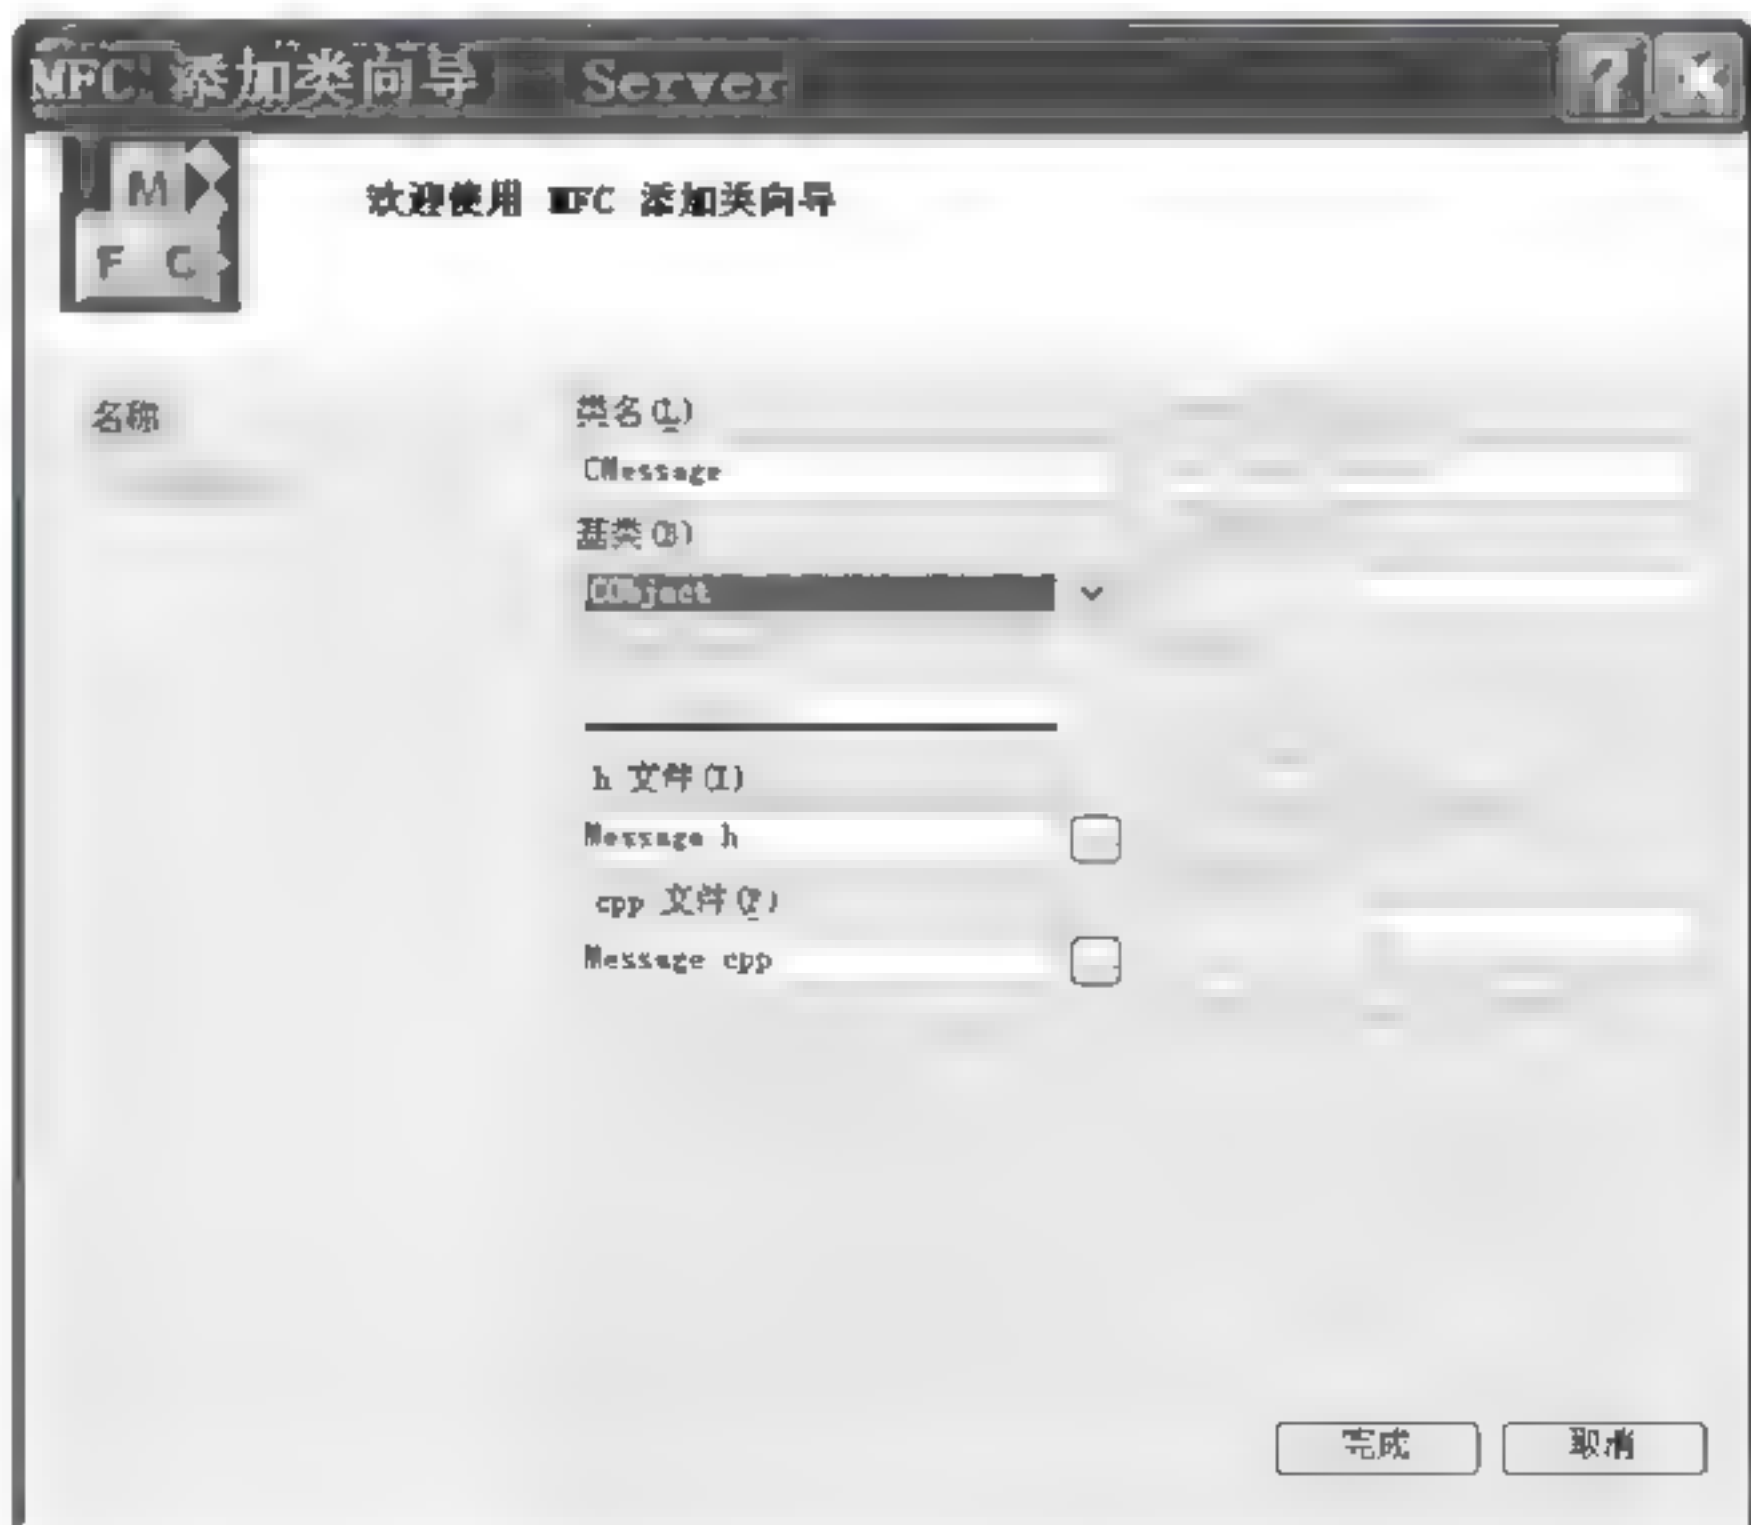 MFC 添加类向导 - Server
M
F C
欢迎使用 MFC 添加类向导
名称
类名(L)
CMessage
基类(B)
CObject
h 文件(I)
Message h
cpp 文件(P)
Message cpp
完成
取消